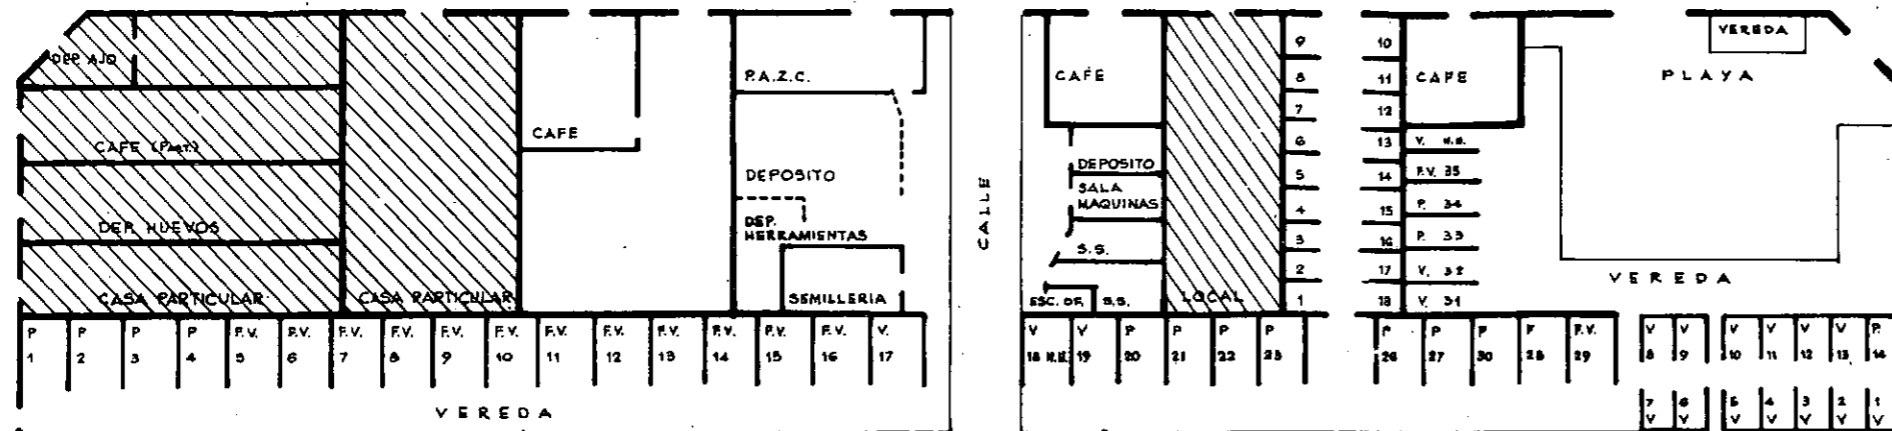 DEP. AJO
CAFE (Part.)
DEP. HUEVOS
CASA PARTICULAR
CASA PARTICULAR
CAFE
P.A.Z.C.
DEPOSITO
DEP.
HERRAMIENTAS
SEMILLERIA
P P P P P.V. P.V. P.V. P.V. P.V. P.V. P.V. P.V. P.V. P.V. P.V. P.V. V.
1 2 3 4 5 6 7 8 9 10 11 12 13 14 15 16 17
VEREDA
CALLE
CAFE
DEPOSITO
SALA
MAQUINAS
S.S.
ESC. OF. S.S.
LOCAL
9
8
7
6
5
4
3
2
1
10
11
12
13
14
15
16
17
18
CAFE
V. N.H.
P.V. 35
P. 34
P. 33
V. 32
V. 31
V V P P P P
18 N.H. 19 20 21 22 23
P P P P P.V.
26 27 30 28 29
VEREDA
PLAYA
VEREDA
V V V V V V P.
8 9 10 11 12 13 14
7 6 5 4 3 2 1
V V V V V V V